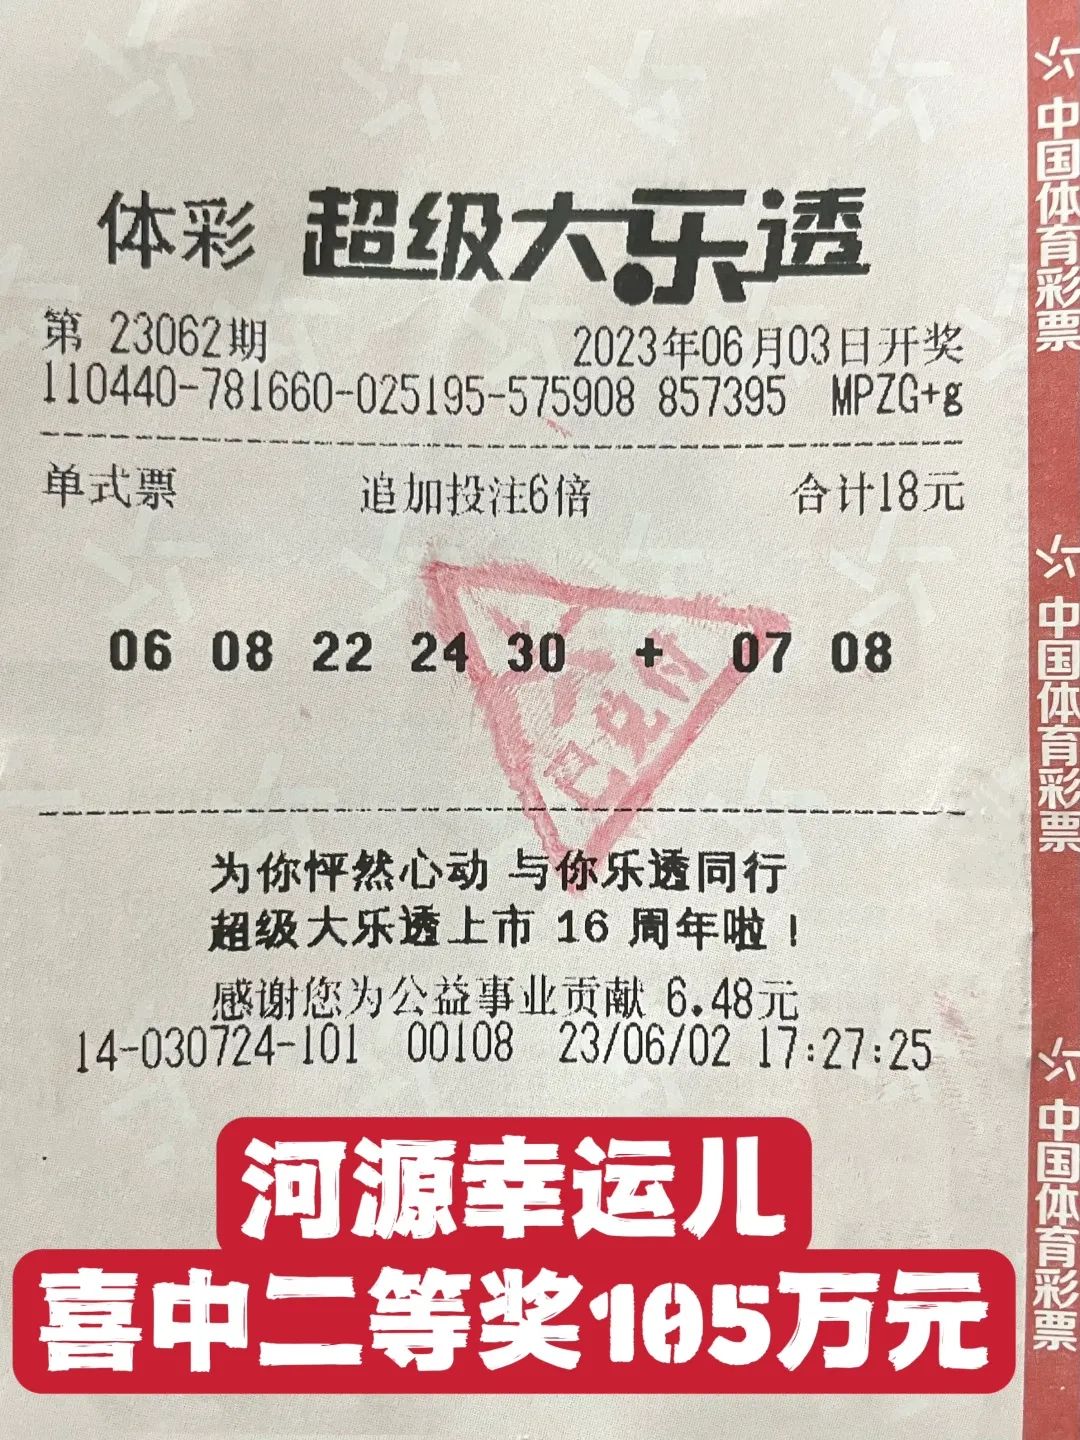 体彩 超级大乐透
第 23062期 2023年06月03日开奖
110440-781660-025195-575908 857395 MPZG+g
单式票 追加投注6倍 合计18元
06 08 22 24 30 + 07 08
已兑付
为你怦然心动 与你乐透同行
超级大乐透上市 16 周年啦！
感谢您为公益事业贡献 6.48元
14-030724-101 00108 23/06/02 17:27:25
河源幸运儿
喜中二等奖105万元
中国体育彩票
中国体育彩票
中国体育彩票